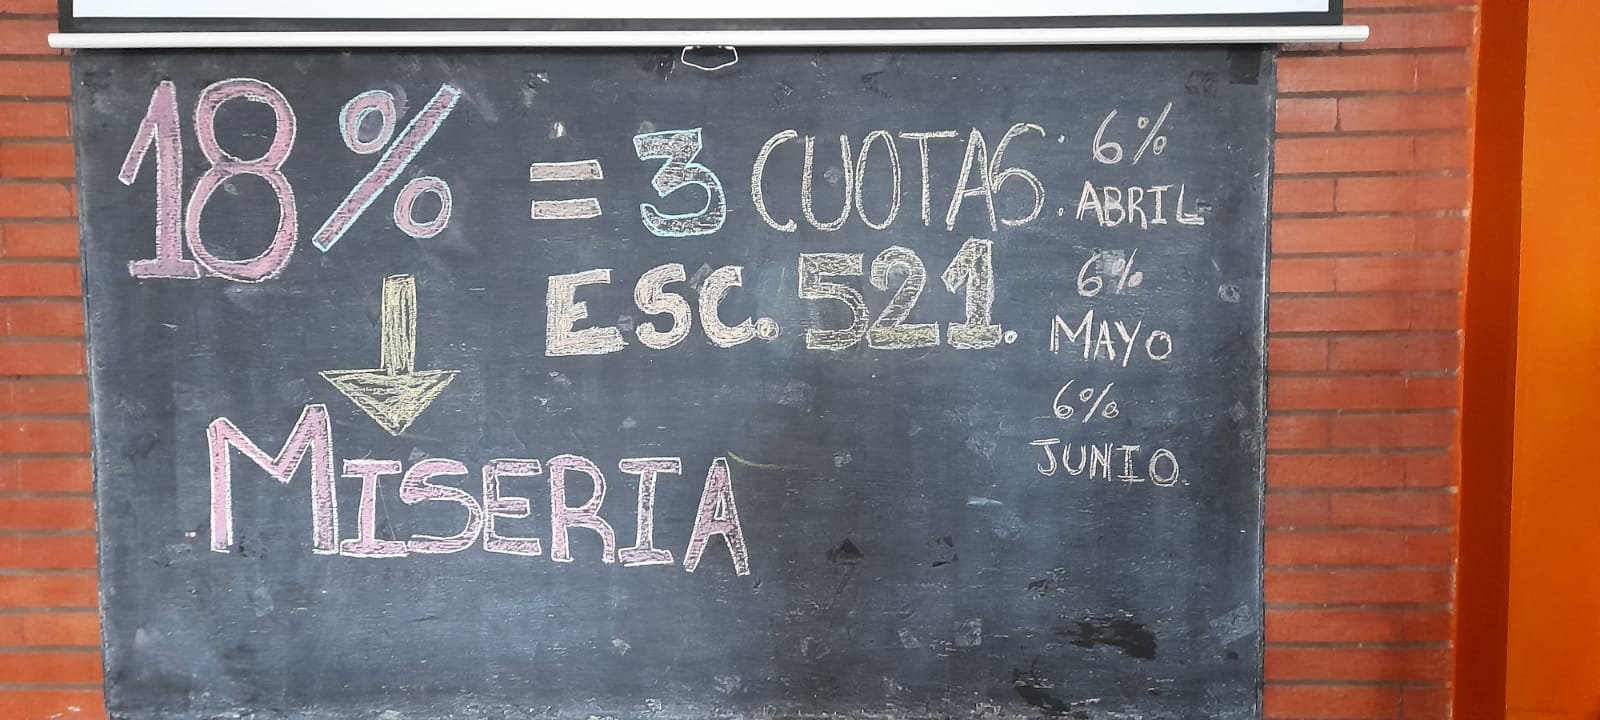 18% = 3 CUOTAS:
6%
ABRIL
ESC. 521.
6%
MAYO
6%
JUNIO.
MISERIA